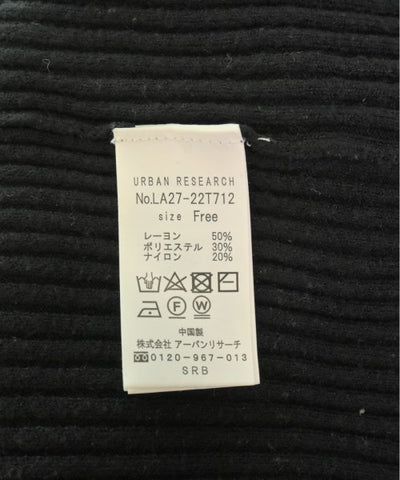 URBAN RESEARCH
No.LA27-22T712
size Free
レーヨン 50%
ポリエステル 30%
ナイロン 20%
F W
中国製
株式会社 アーバンリサーチ
0120-967-013
SRB